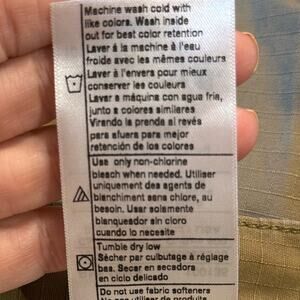 Machine wash cold with
like colors. Wash inside
out for best color retention
Laver à la machine à l'eau
froide avec les mêmes couleurs
Laver à l'envers pour mieux
conserver les couleurs
Lavar a máquina con agua fria,
junto a colores similares
Virando la prenda al revés
para afuera para mejor
retención de los colores
Use only non-chlorine
bleach when needed. Utiliser
uniquement des agents de
blanchiment sans chlore, au
besoin. Usar solamente
blanqueador sin cloro
cuando lo necesite
Tumble dry low
Sécher par culbutage à réglage
bas. Secar en secadora
en ciclo delicado
Do not use fabric softeners